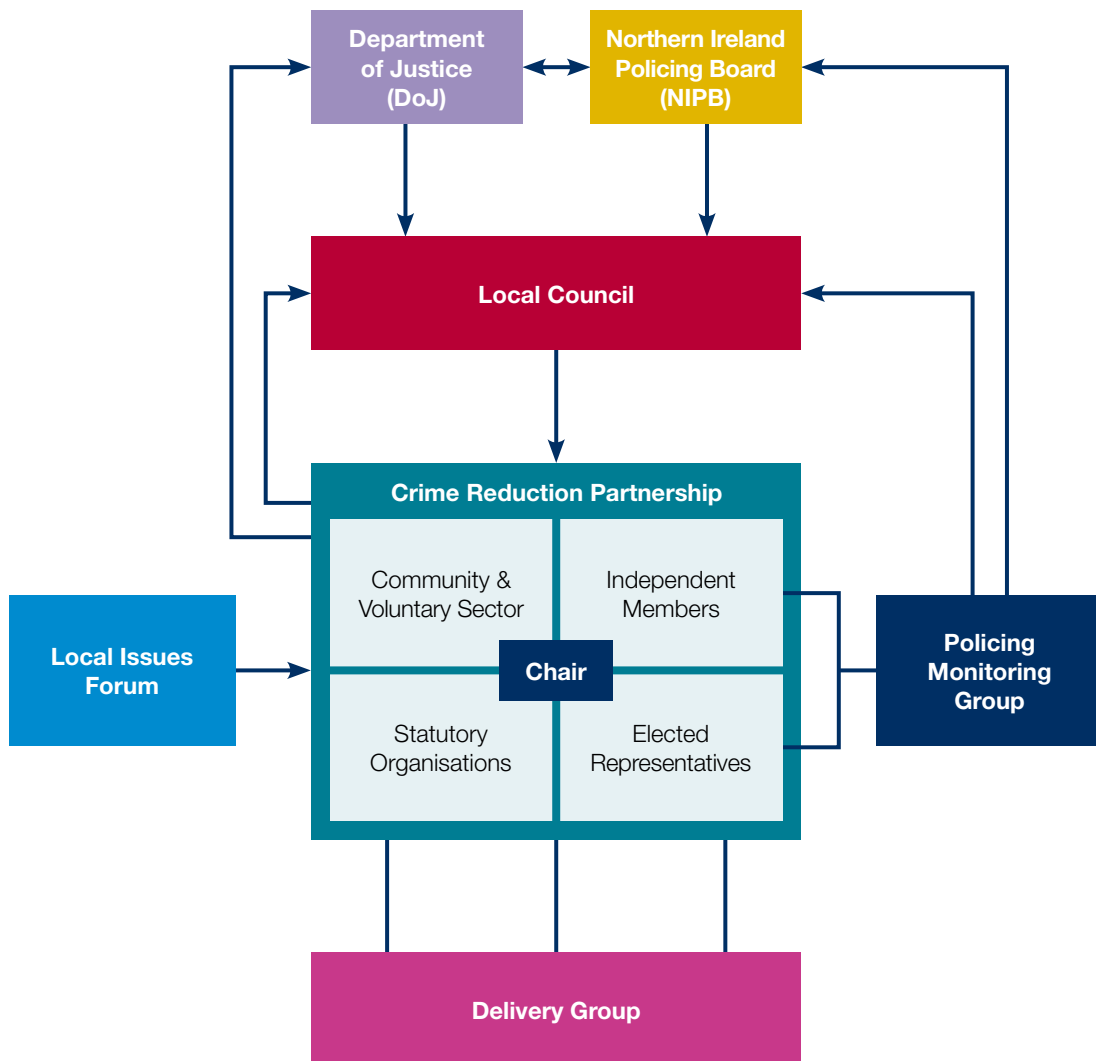 Department
of Justice
(DoJ)
Northern Ireland
Policing Board
(NIPB)
Local Council
Crime Reduction Partnership
Community &
Voluntary Sector
Independent
Members
Local Issues
Forum
Chair
Policing
Monitoring
Group
Statutory
Organisations
Elected
Representatives
Delivery Group